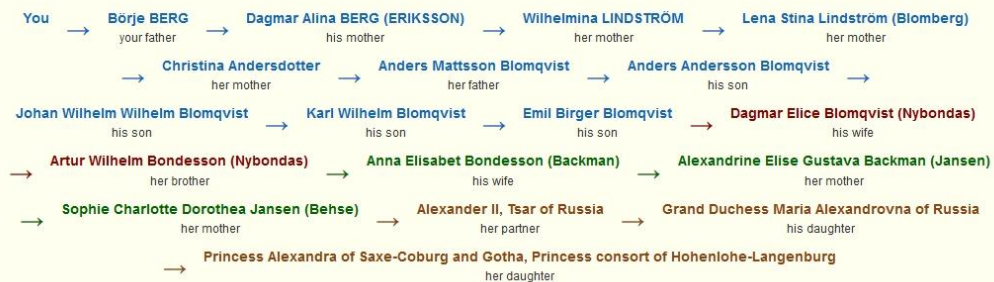 You → Börje BERG → Dagmar Alina BERG (ERIKSSON) → Wilhelmina LINDSTRÖM → Lena Stina Lindström (Blomberg)
your father his mother her mother her mother
→ Christina Andersdotter → Anders Mattsson Blomqvist → Anders Andersson Blomqvist →
her mother her father his son
Johan Wilhelm Wilhelm Blomqvist → Karl Wilhelm Blomqvist → Emil Birger Blomqvist → Dagmar Elice Blomqvist (Nybondas)
his son his son his son his wife
→ Artur Wilhelm Bondesson (Nybondas) → Anna Elisabet Bondesson (Backman) → Alexandrine Elise Gustava Backman (Jansen)
her brother his wife her mother
→ Sophie Charlotte Dorothea Jansen (Behse) → Alexander II, Tsar of Russia → Grand Duchess Maria Alexandrovna of Russia
her mother her partner his daughter
→ Princess Alexandra of Saxe-Coburg and Gotha, Princess consort of Hohenlohe-Langenburg
her daughter